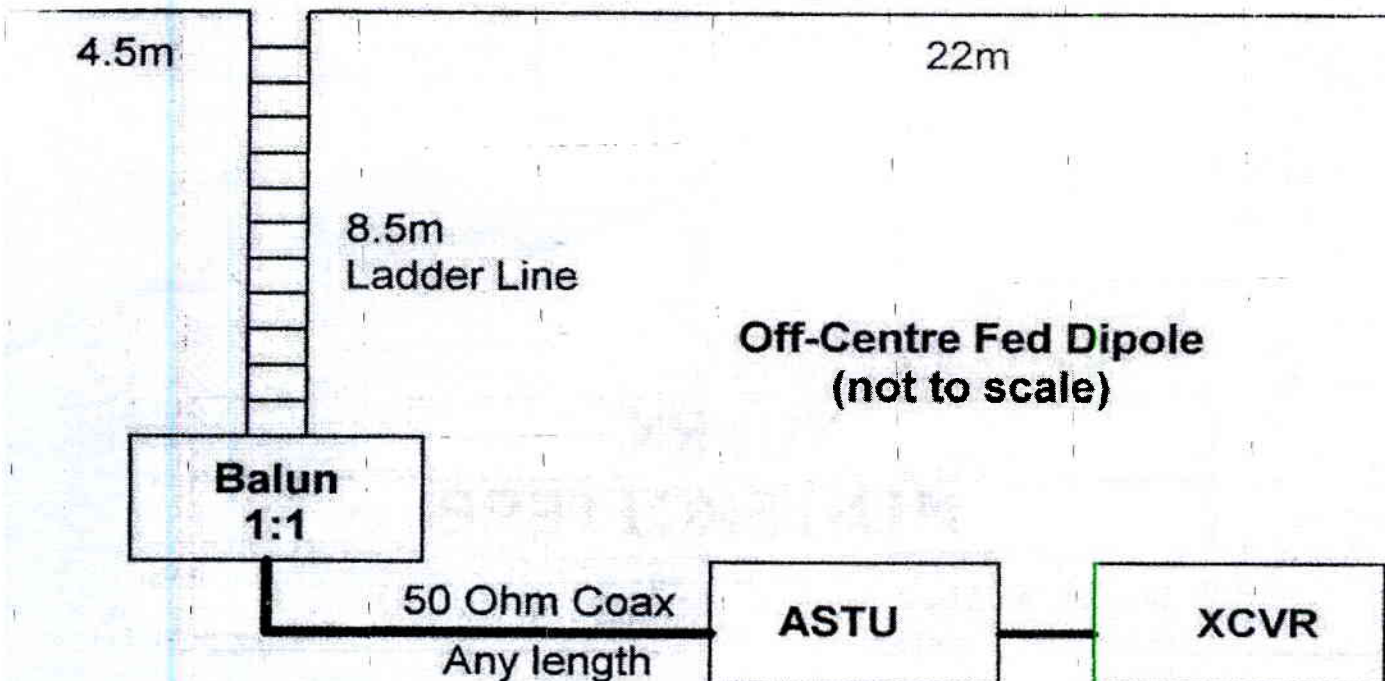 4.5m
22m
8.5m
Ladder Line
Off-Centre Fed Dipole
(not to scale)
Balun
1:1
50 Ohm Coax
Any length
ASTU
XCVR